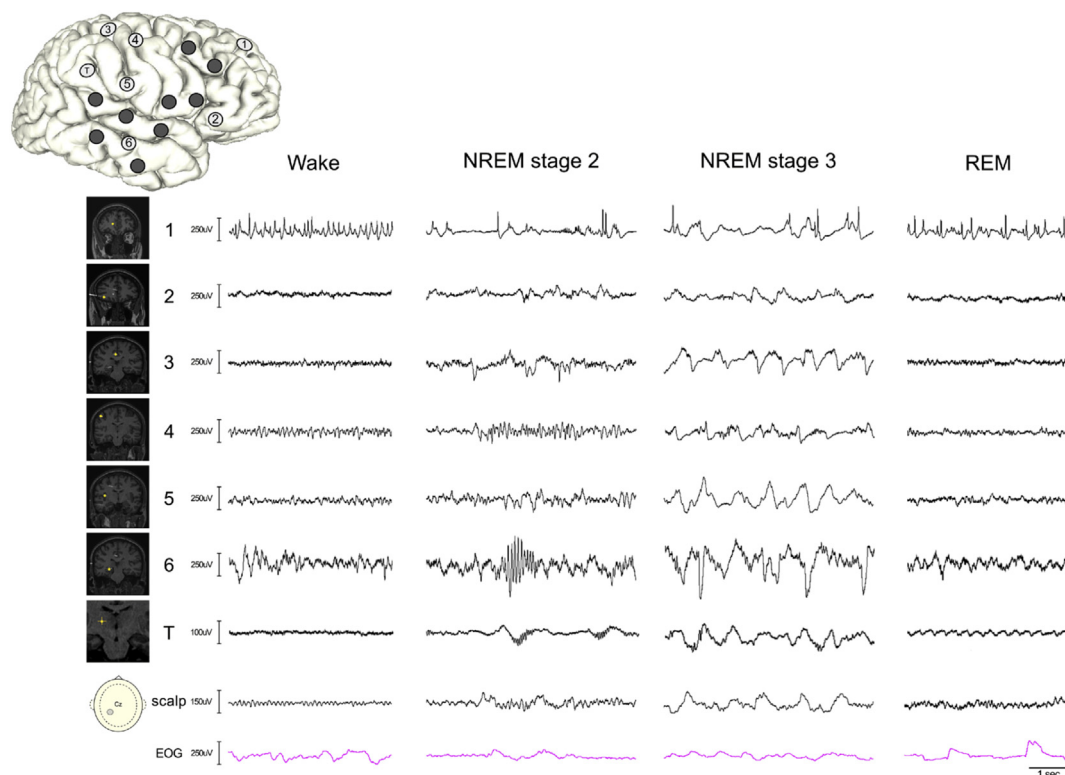 3
4
1
T
5
2
6
Wake NREM stage 2 NREM stage 3 REM
1 250uV
2 250uV
3 250uV
4 250uV
5 250uV
6 250uV
T 100uV
Cz scalp 150uV
EOG 250uV
1 sec